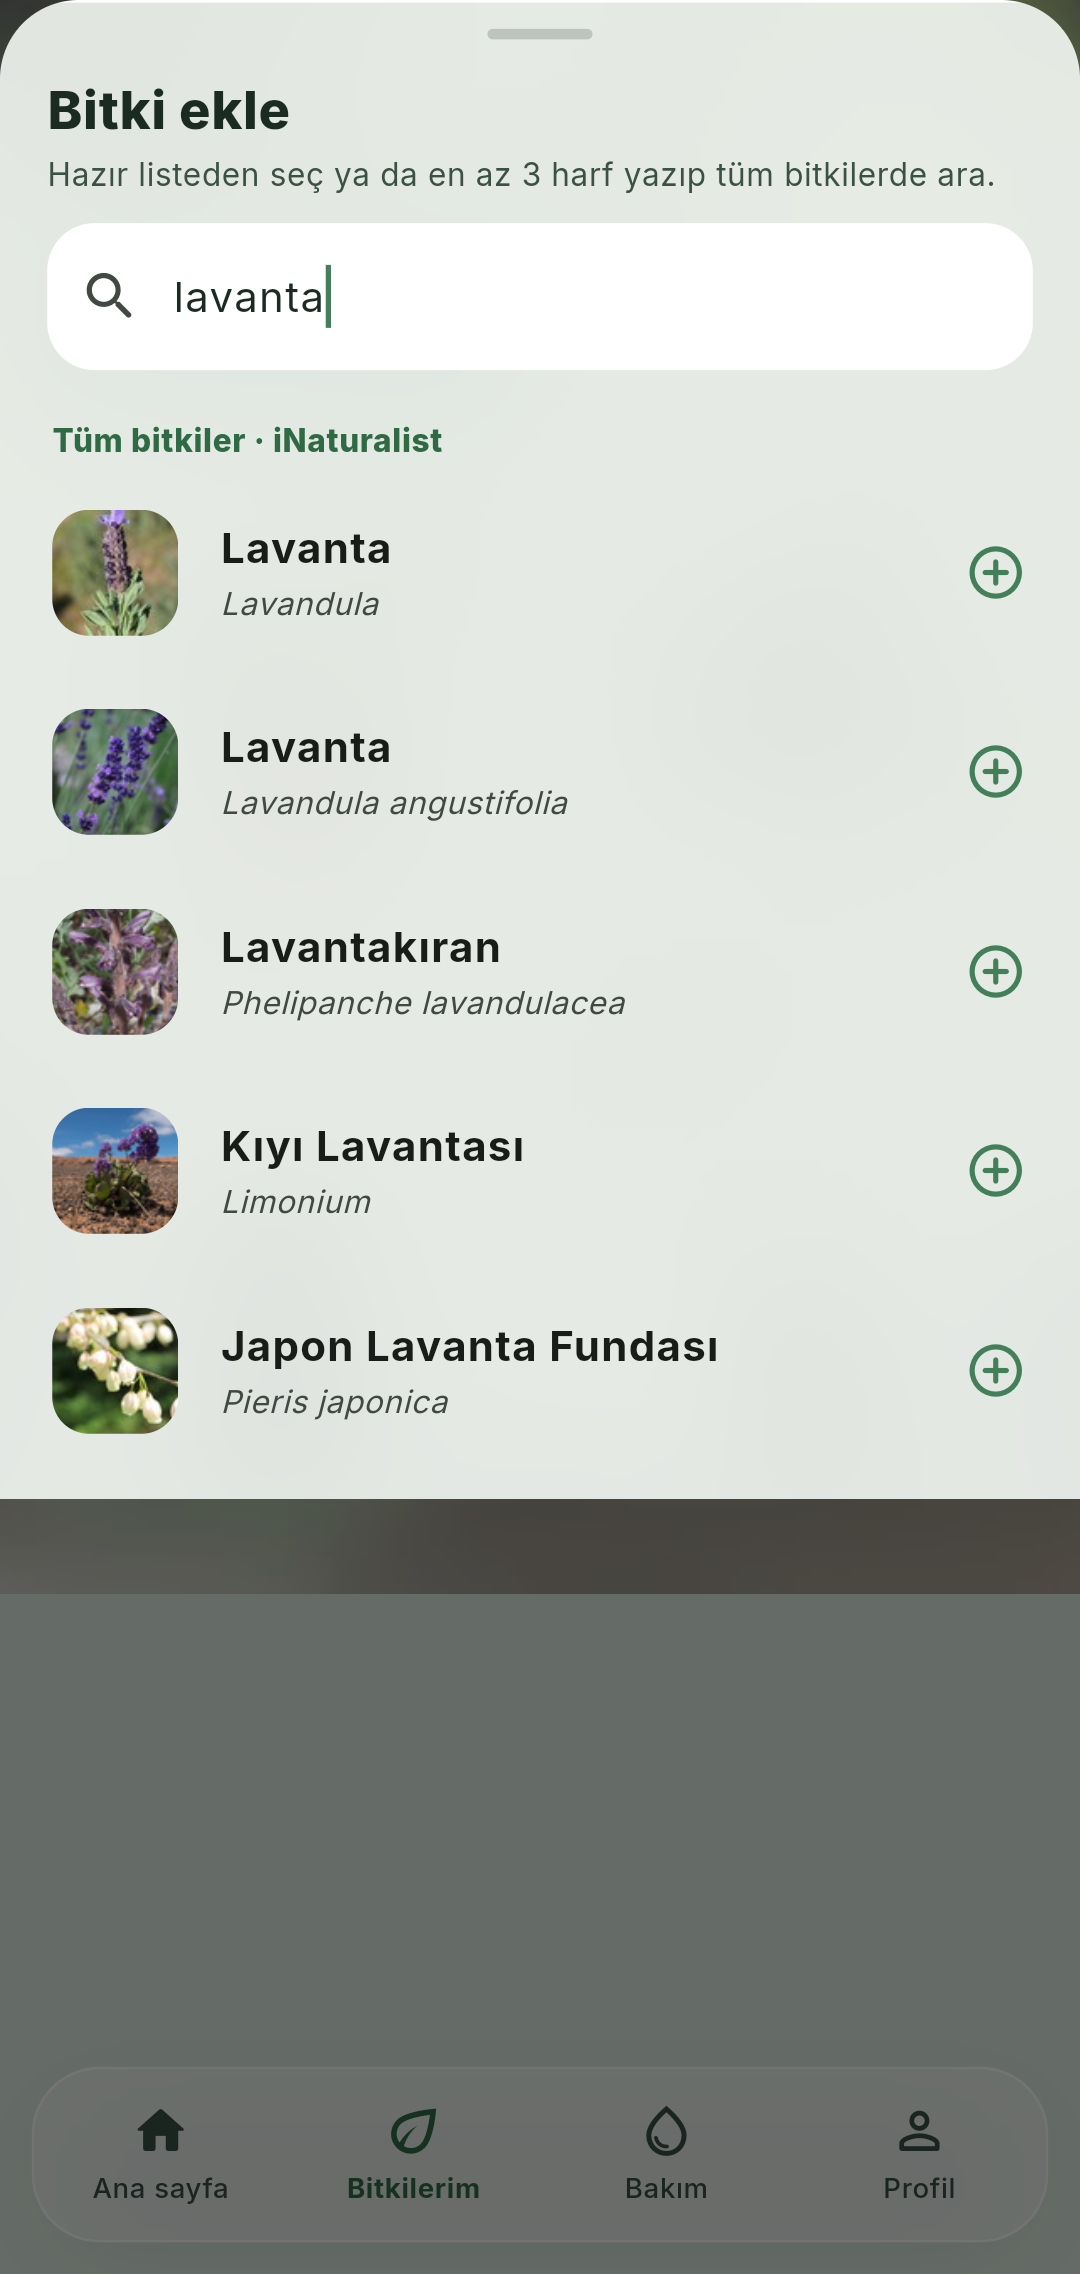 Bitki ekle
Hazır listeden seç ya da en az 3 harf yazıp tüm bitkilerde ara.
lavanta
Tüm bitkiler · iNaturalist
Lavanta
Lavandula
Lavanta
Lavandula angustifolia
Lavantakıran
Phelipanche lavandulacea
Kıyı Lavantası
Limonium
Japon Lavanta Fundası
Pieris japonica
Ana sayfa
Bitkilerim
Bakım
Profil